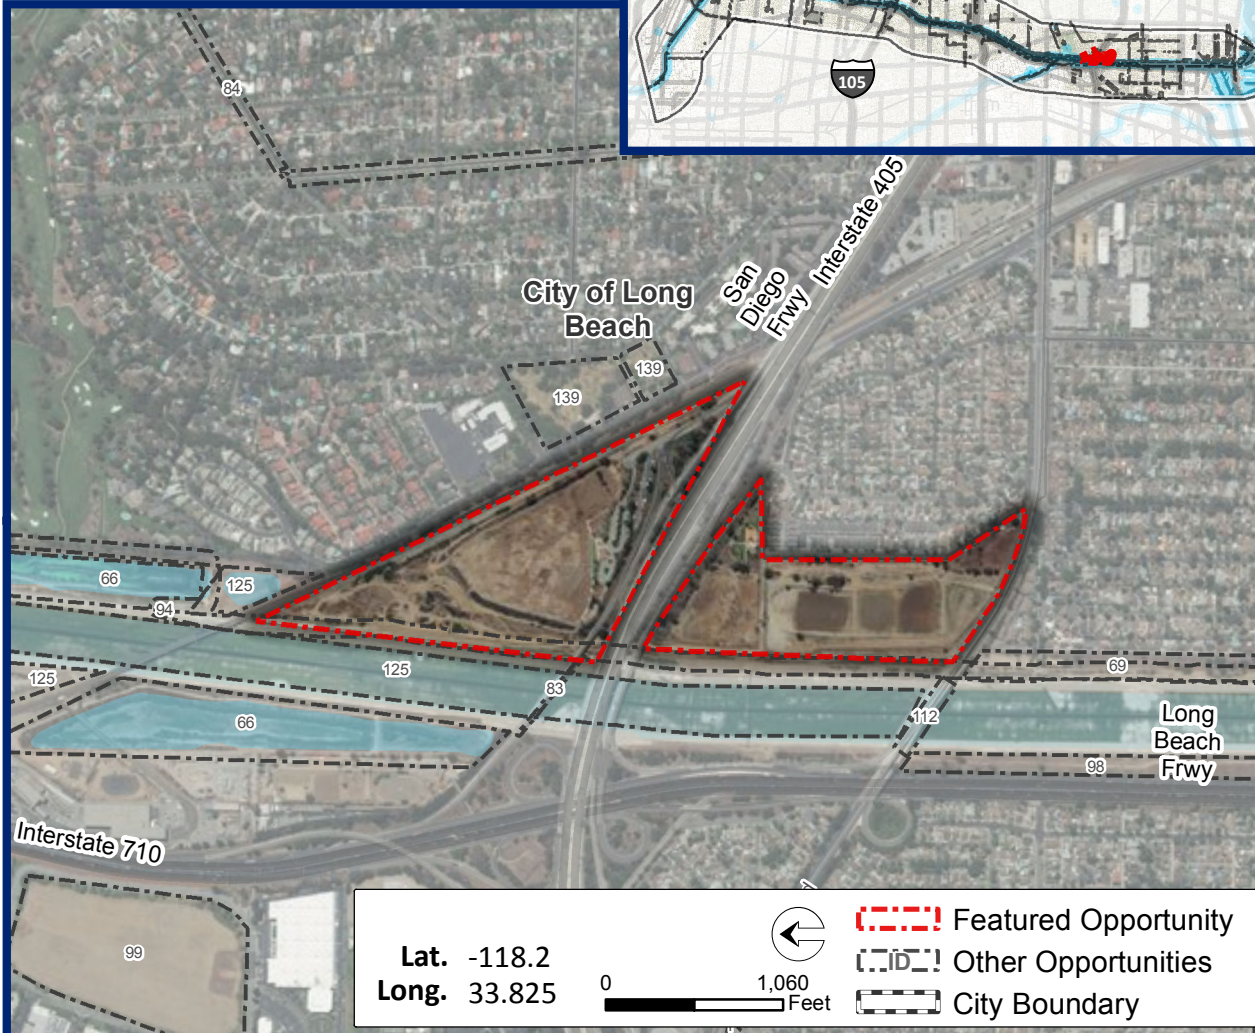 105
84
San
Diego
Frwy Interstate 405
City of Long
Beach
139
139
66
125
94
125
125
83
69
66
112
Long
Beach
Frwy
98
Interstate 710
99
Lat. -118.2
Long. 33.825
0 1,060
Feet
Featured Opportunity
ID Other Opportunities
City Boundary